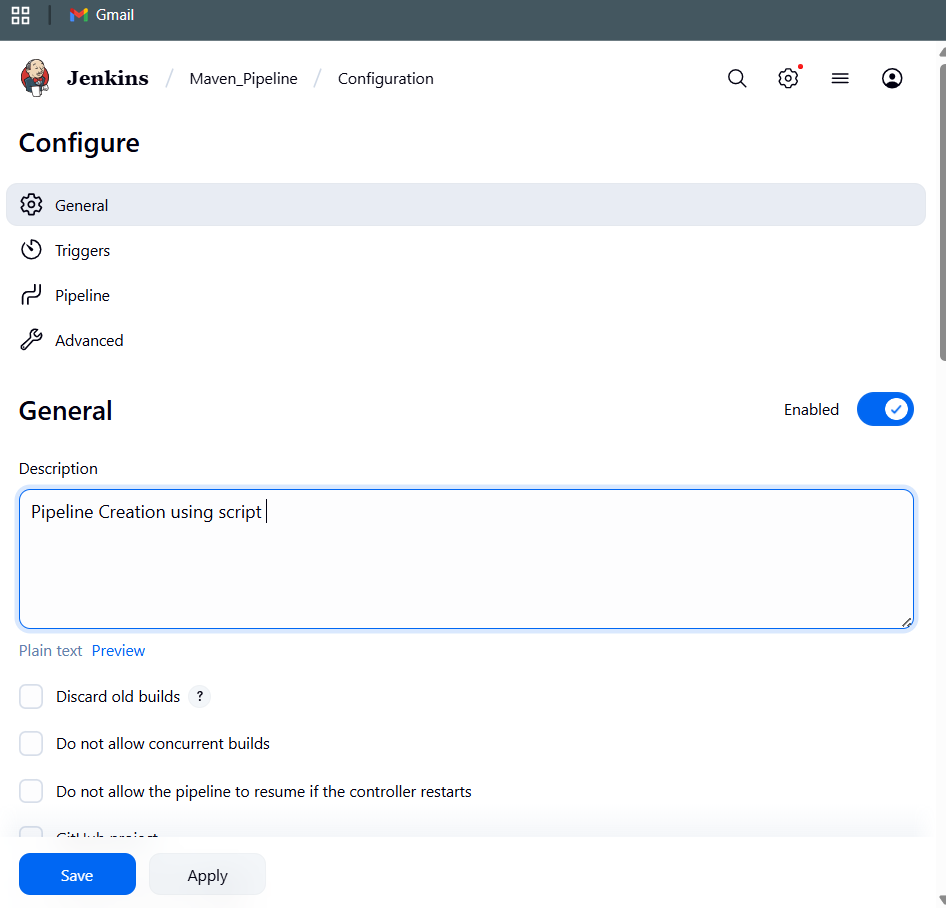 Gmail
Jenkins / Maven_Pipeline / Configuration
Configure
General
Triggers
Pipeline
Advanced
General
Enabled
Description
Pipeline Creation using script
Plain text Preview
Discard old builds ?
Do not allow concurrent builds
Do not allow the pipeline to resume if the controller restarts
GitHub project
Save Apply